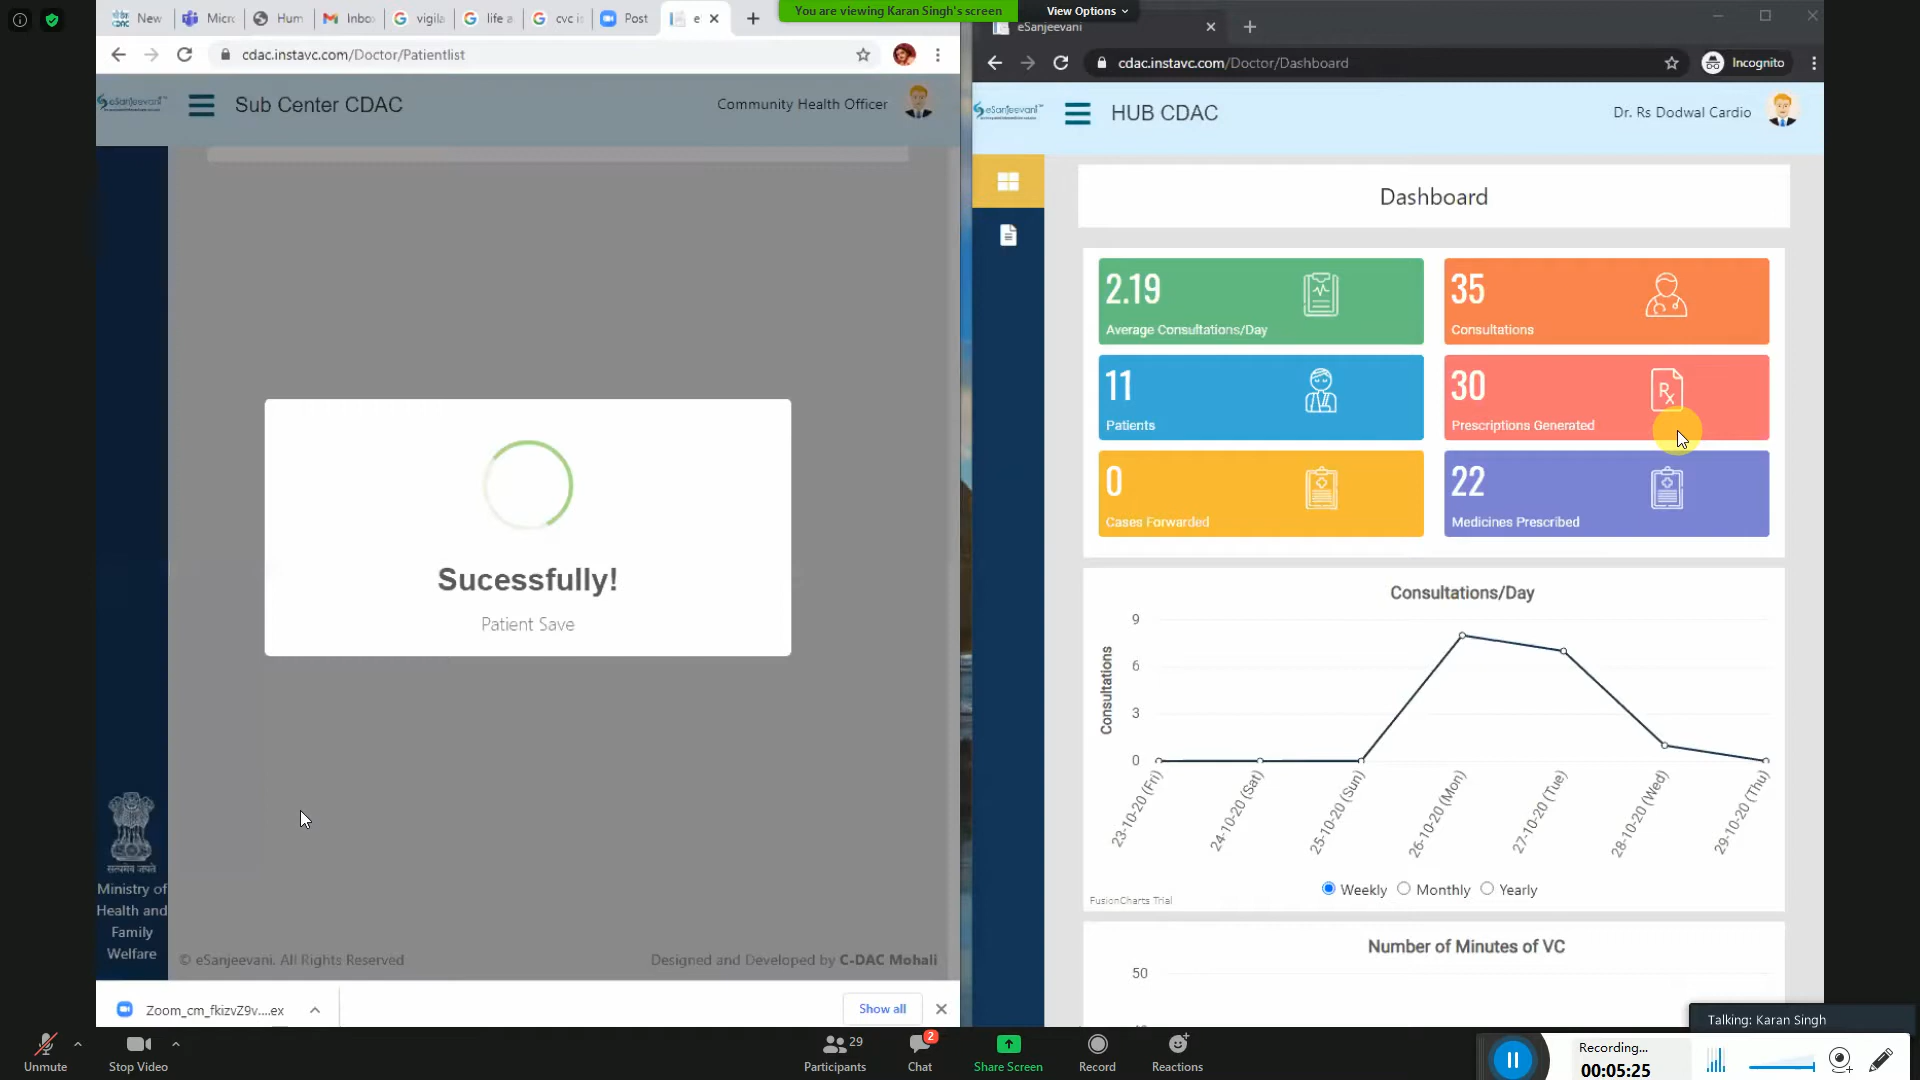 You are viewing Karan Singh's screen
View Options
New
Micro
Hum
Inbo
vigila
life a
cvc i
Post
e
cdac.instavc.com/Doctor/Patientlist
eSanjeevani
Sub Center CDAC
Community Health Officer
Sucessfully!
Patient Save
सत्यमेव जयते
Ministry of
Health and
Family
Welfare
© eSanjeevani. All Rights Reserved
Designed and Developed by C-DAC Mohali
Zoom_cm_fkizvZ9v....ex
Show all
eSanjeevani
cdac.instavc.com/Doctor/Dashboard
Incognito
eSanjeevani
HUB CDAC
Dr. Rs Dodwal Cardio
Dashboard
2.19
Average Consultations/Day
35
Consultations
11
Patients
30
Prescriptions Generated
Rx
0
Cases Forwarded
22
Medicines Prescribed
Consultations/Day
Consultations
9
6
3
0
23-10-20 (Fri)
24-10-20 (Sat)
25-10-20 (Sun)
26-10-20 (Mon)
27-10-20 (Tue)
28-10-20 (Wed)
29-10-20 (Thu)
Weekly
Monthly
Yearly
FusionCharts Trial
Number of Minutes of VC
50
Talking: Karan Singh
Unmute
Stop Video
29
Participants
2
Chat
Share Screen
Record
Reactions
Recording...
00:05:25